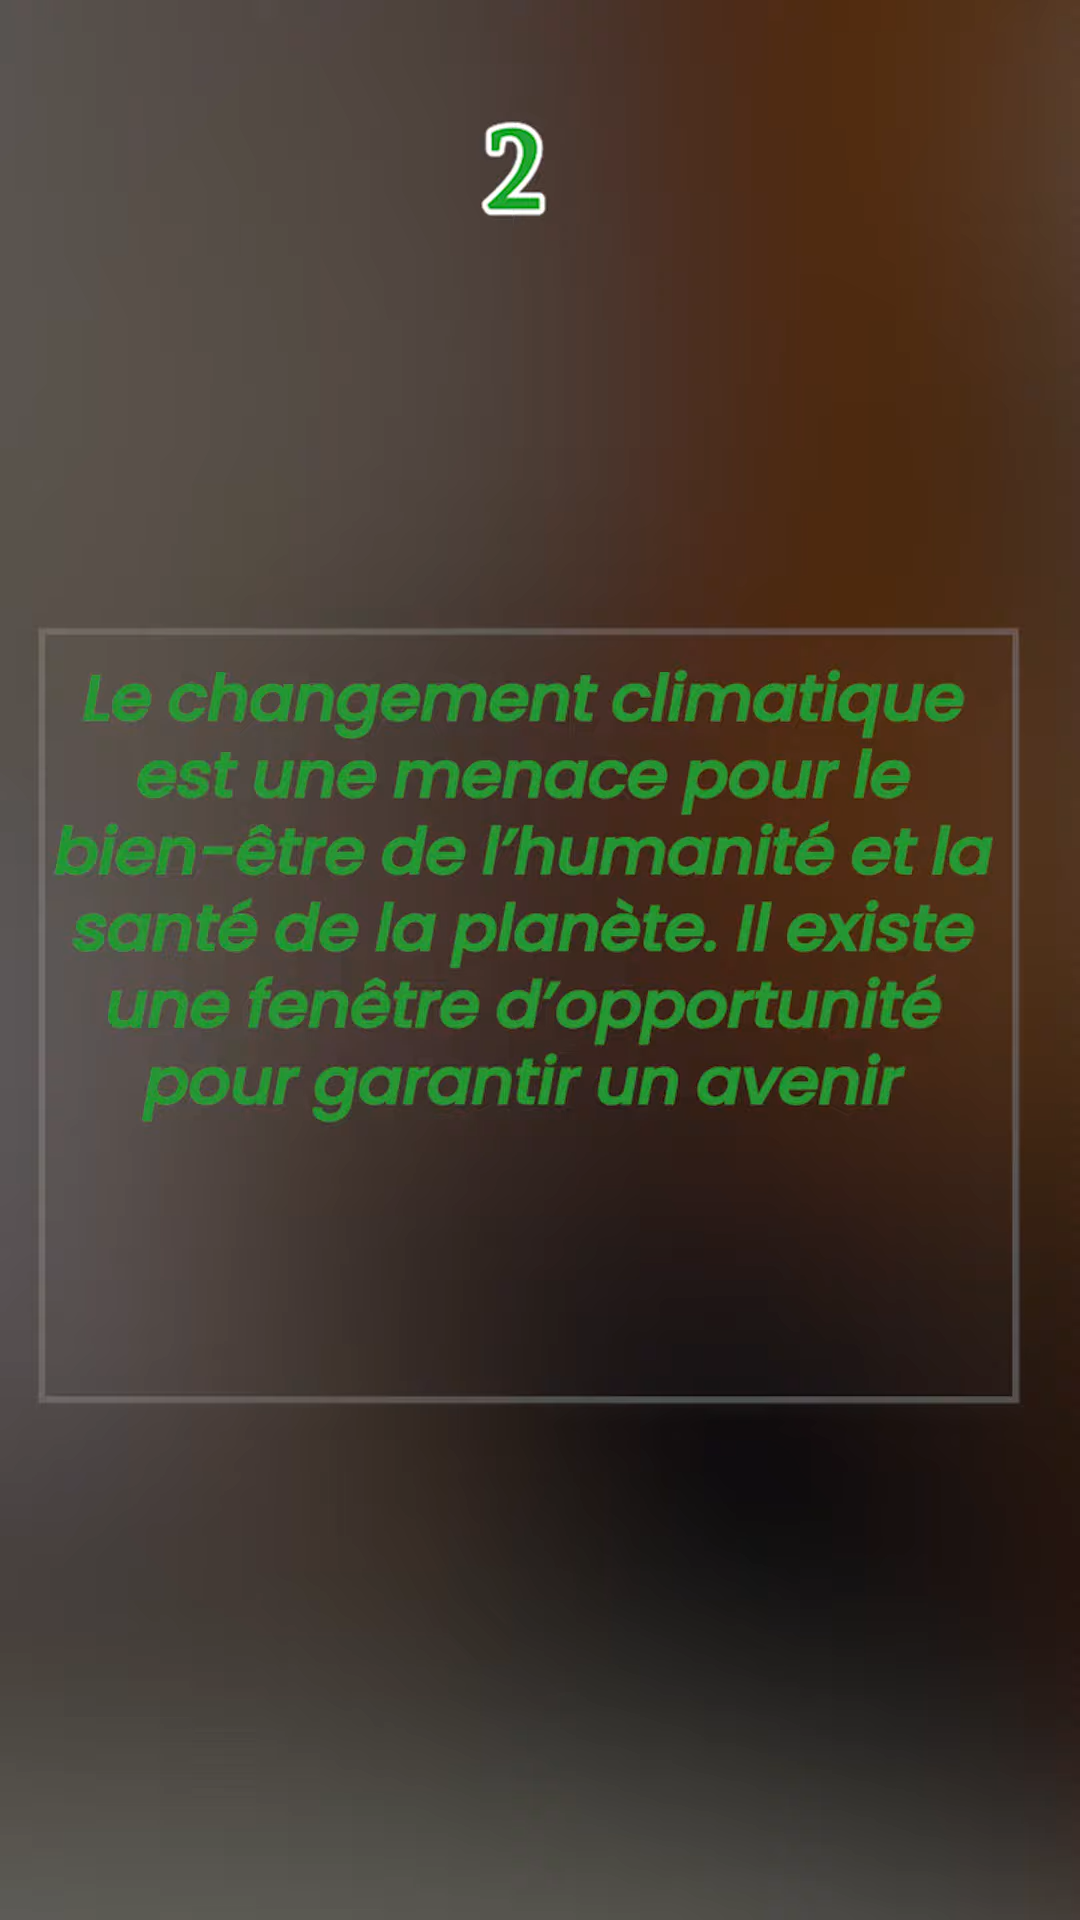 2
Le changement climatique
est une menace pour le
bien-être de l’humanité et la
santé de la planète. Il existe
une fenêtre d’opportunité
pour garantir un avenir